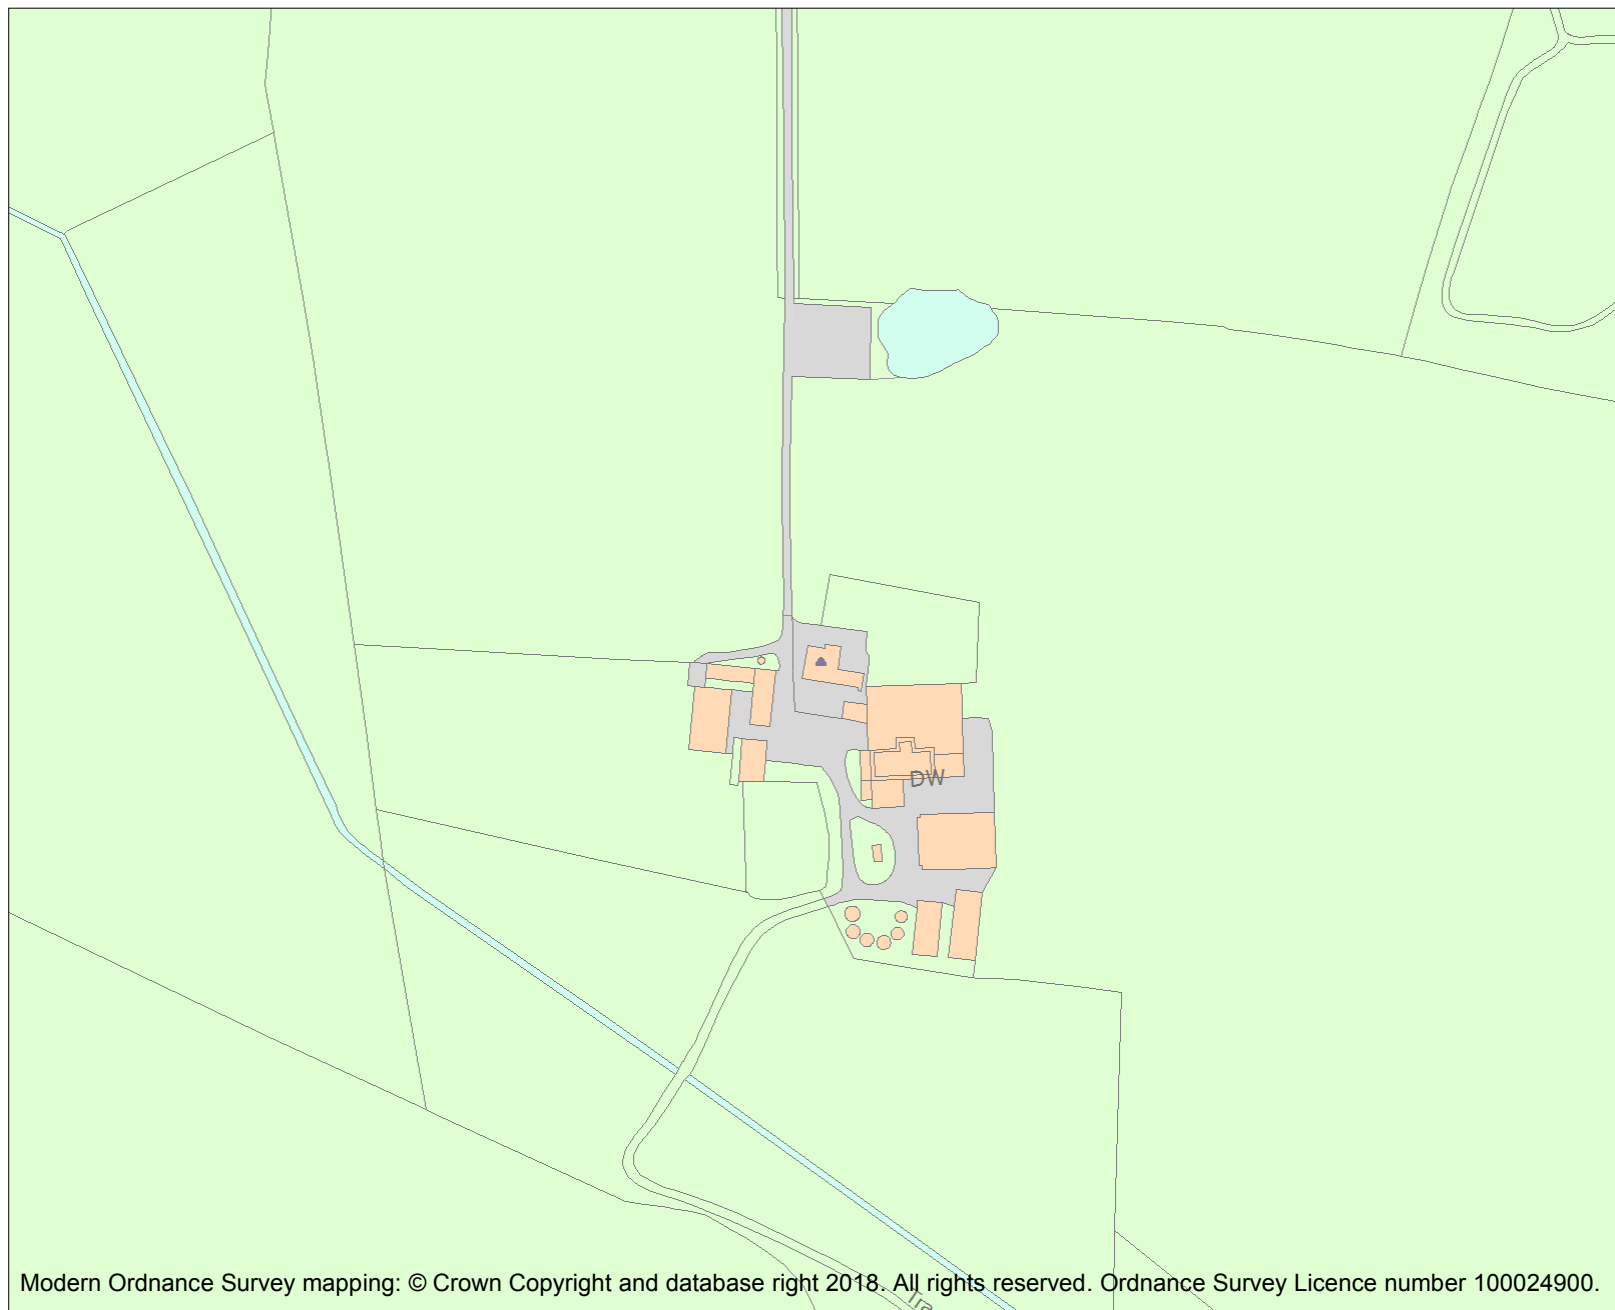 DW
Modern Ordnance Survey mapping: © Crown Copyright and database right 2018. All rights reserved. Ordnance Survey Licence number 100024900.